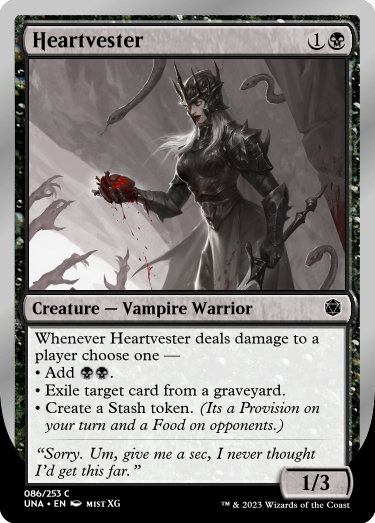 Heartvester 1
Creature — Vampire Warrior
Whenever Heartvester deals damage to a
player choose one —
• Add .
• Exile target card from a graveyard.
• Create a Stash token. (Its a Provision on
your turn and a Food on opponents.)
“Sorry. Um, give me a sec, I never thought
I’d get this far.”
1/3
086/253 C
UNA • EN MIST XG
™ & 2023 Wizards of the Coast